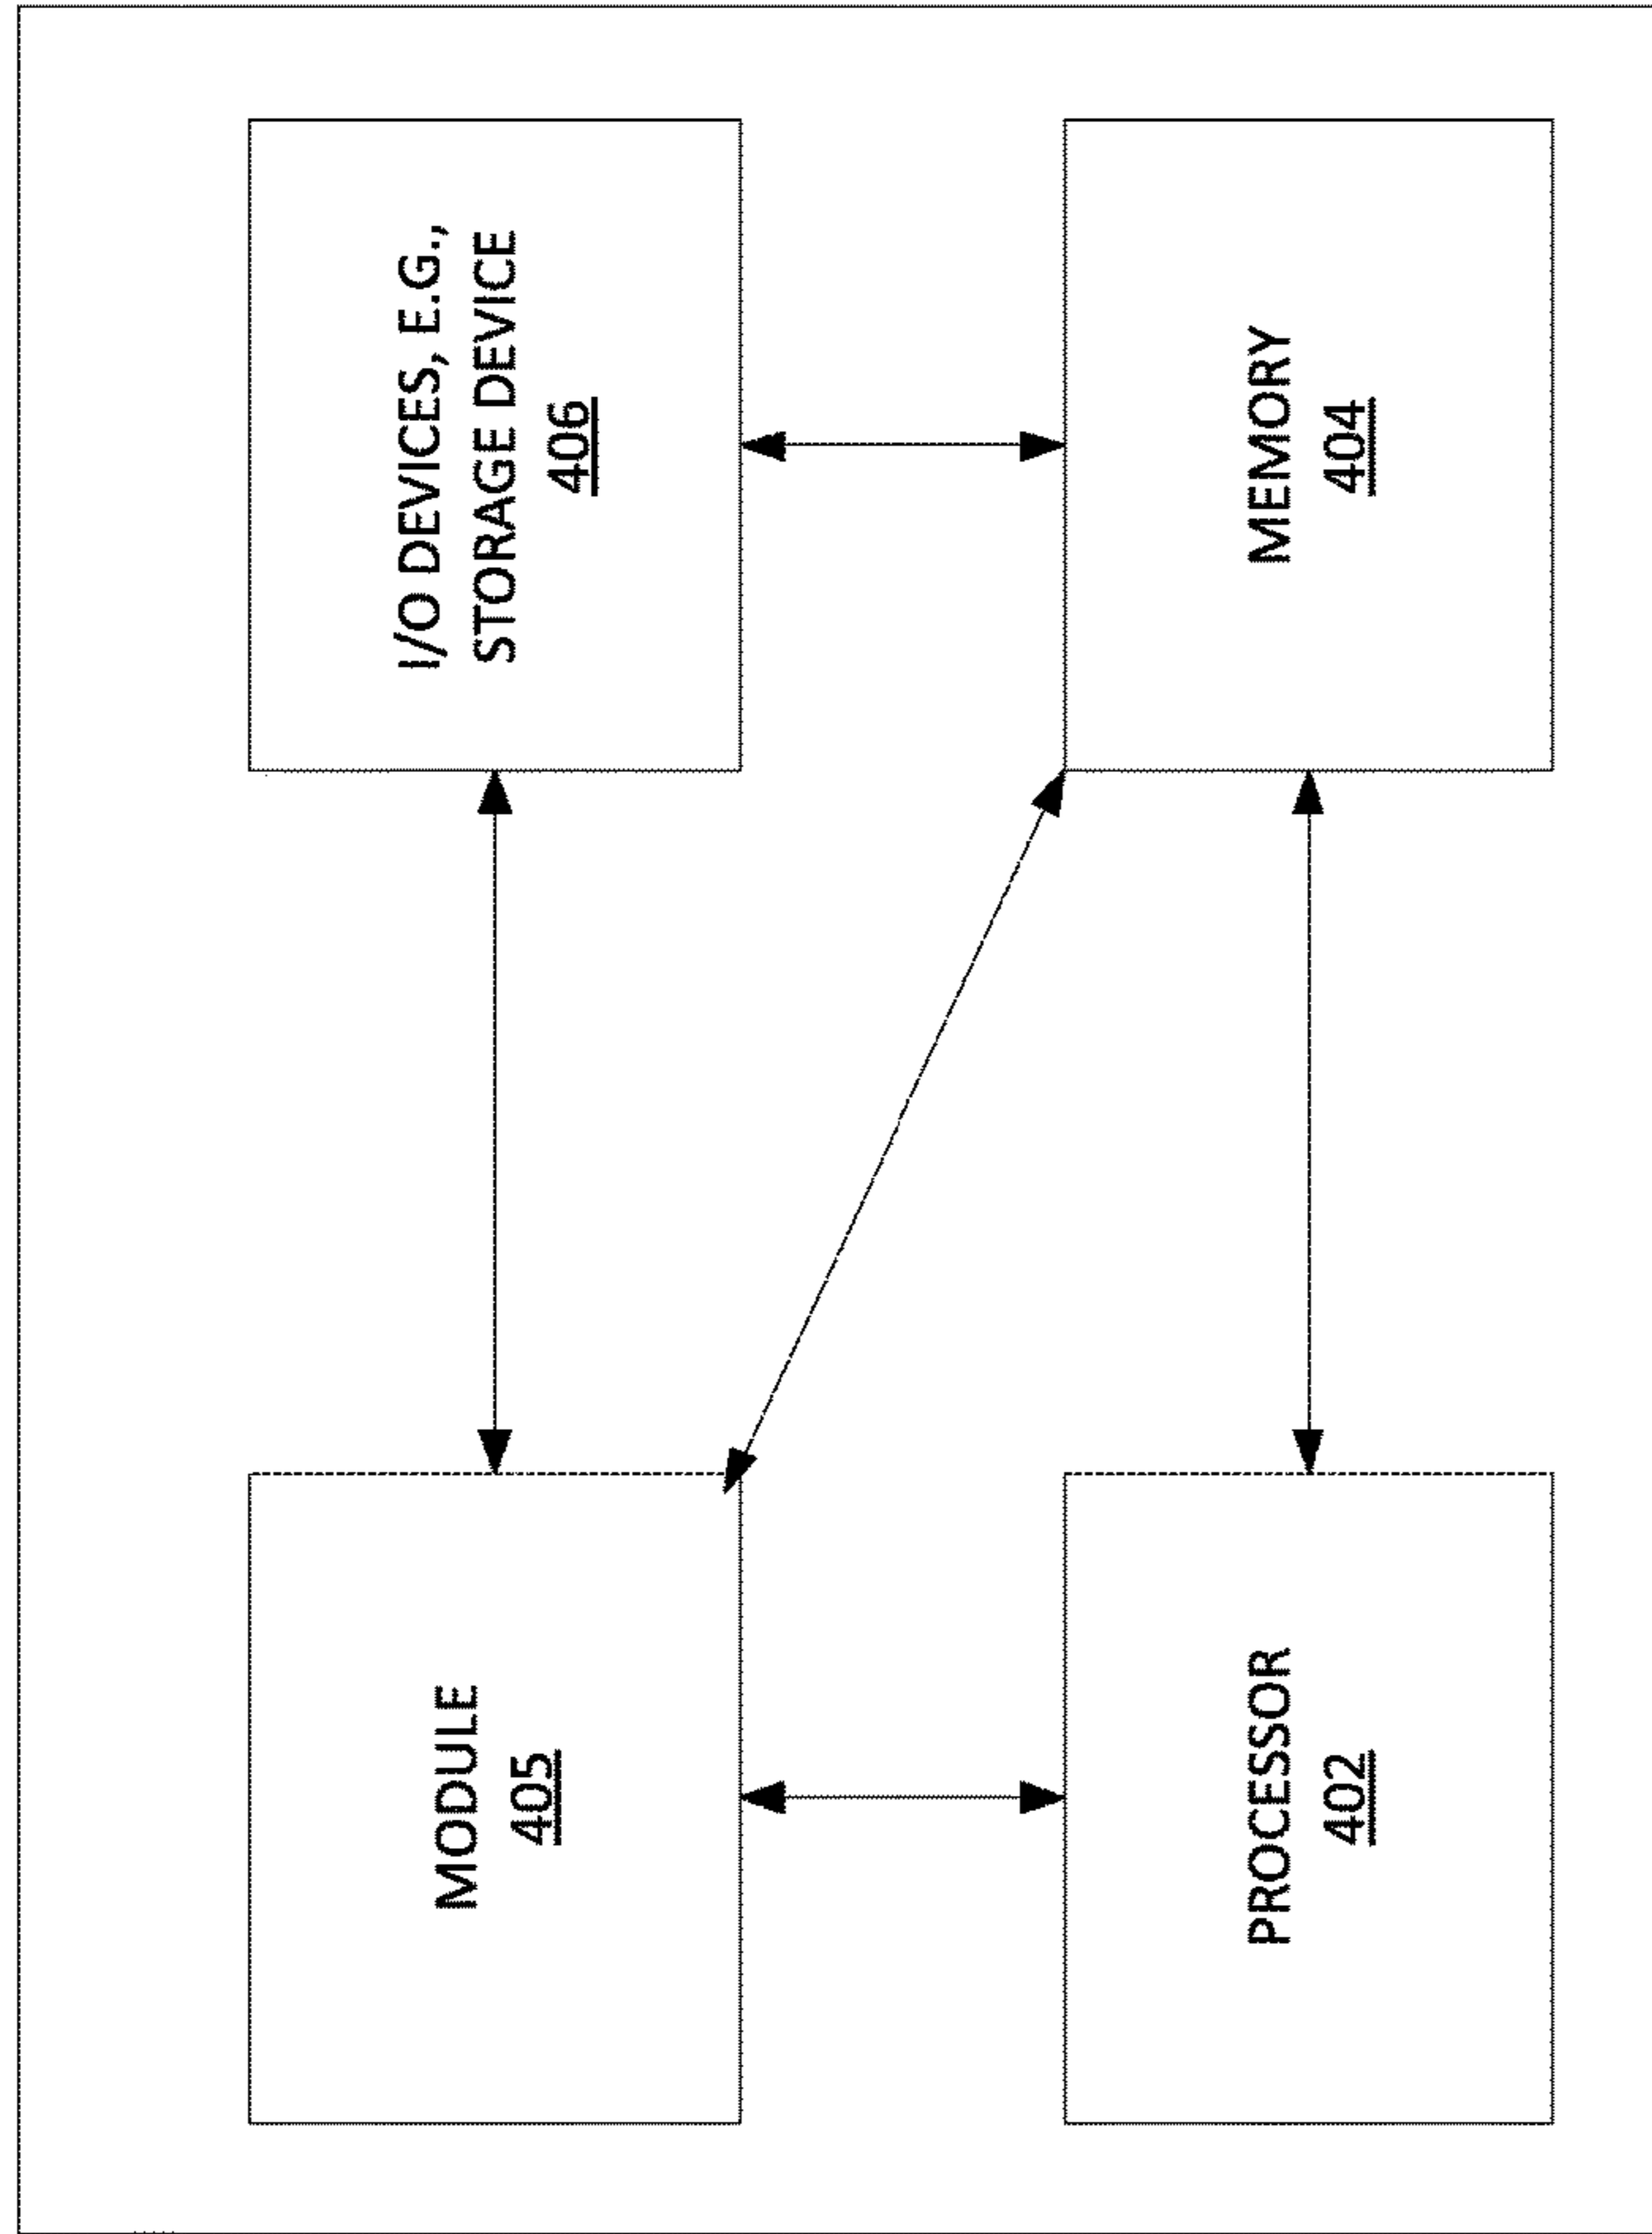 MODULE
405
I/O DEVICES, E.G.,
STORAGE DEVICE
406
PROCESSOR
402
MEMORY
404